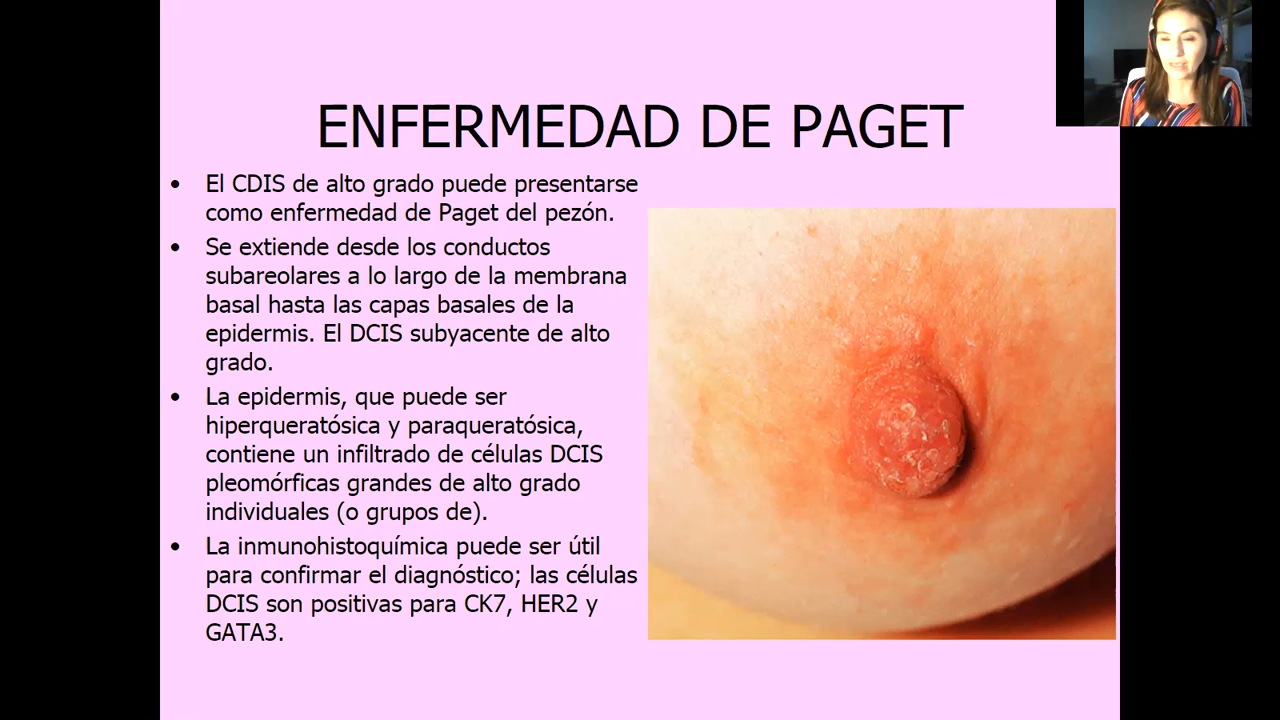 ENFERMEDAD DE PAGET
• El CDIS de alto grado puede presentarse
como enfermedad de Paget del pezón.
• Se extiende desde los conductos
subareolares a lo largo de la membrana
basal hasta las capas basales de la
epidermis. El DCIS subyacente de alto
grado.
• La epidermis, que puede ser
hiperqueratósica y paraqueratósica,
contiene un infiltrado de células DCIS
pleomórficas grandes de alto grado
individuales (o grupos de).
• La inmunohistoquímica puede ser útil
para confirmar el diagnóstico; las células
DCIS son positivas para CK7, HER2 y
GATA3.